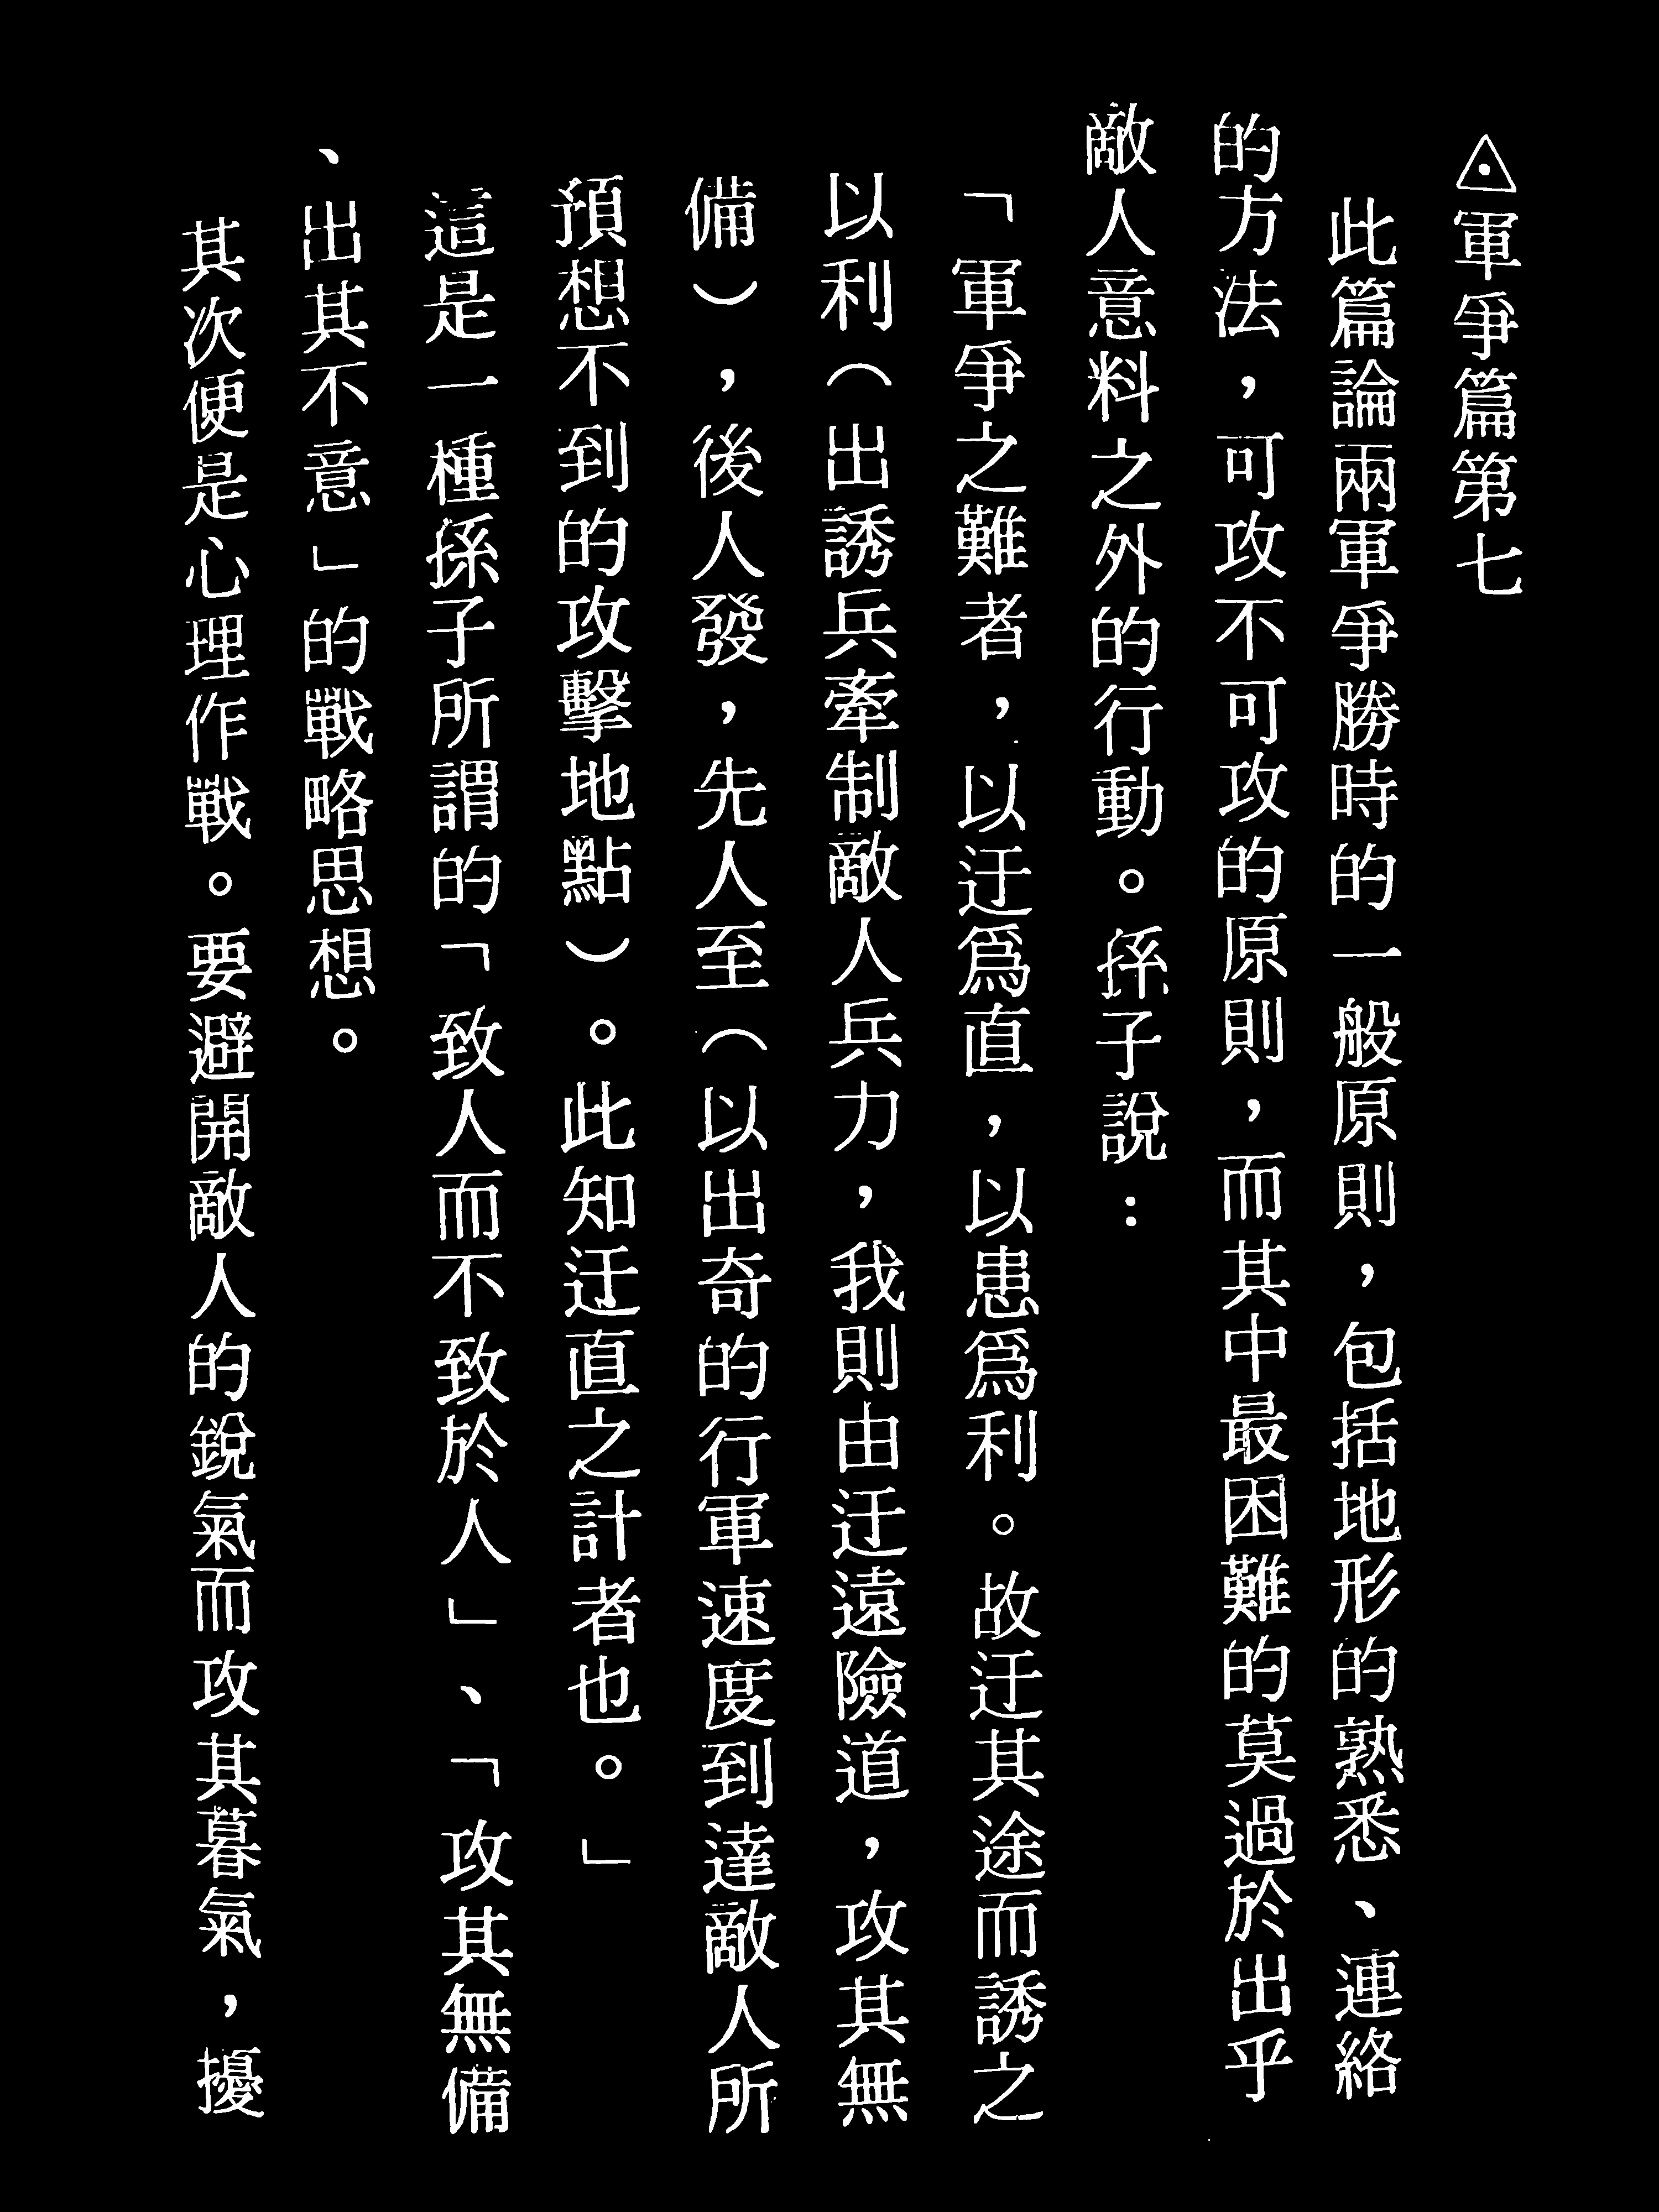 ◬軍爭篇第七
此篇論兩軍爭勝時的一般原則，包括地形的熟悉、連絡
的方法，可攻不可攻的原則，而其中最困難的莫過於出乎
敵人意料之外的行動。孫子說：
「軍爭之難者，以迂爲直，以患爲利。故迂其途而誘之
以利（出誘兵牽制敵人兵力，我則由迂遠險道，攻其無
備），後人發，先人至（以出奇的行軍速度到達敵人所
預想不到的攻擊地點）。此知迂直之計者也。」
這是一種孫子所謂的「致人而不致於人」、「攻其無備
、出其不意」的戰略思想。
其次便是心理作戰。要避開敵人的銳氣而攻其暮氣，擾